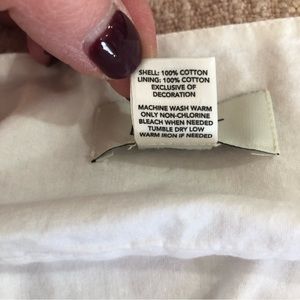 SHELL: 100% COTTON
LINING: 100% COTTON
EXCLUSIVE OF
DECORATION
MACHINE WASH WARM
ONLY NON-CHLORINE
BLEACH WHEN NEEDED
TUMBLE DRY LOW
WARM IRON IF NEEDED